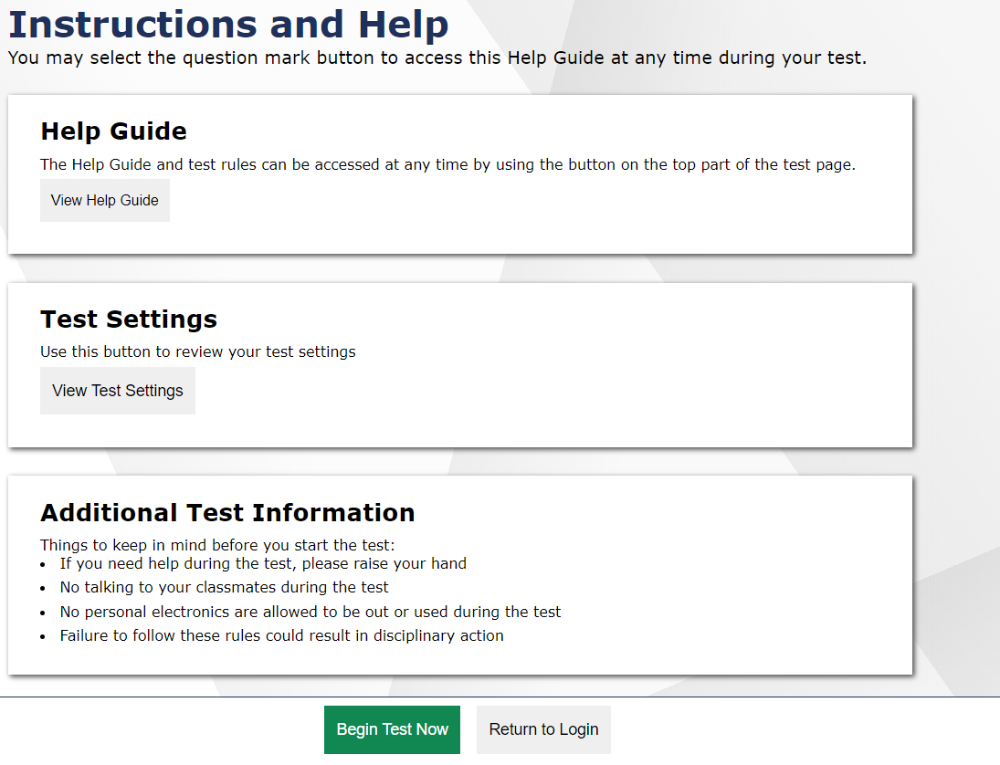 Instructions and Help
You may select the question mark button to access this Help Guide at any time during your test.
Help Guide
The Help Guide and test rules can be accessed at any time by using the button on the top part of the test page.
View Help Guide
Test Settings
Use this button to review your test settings
View Test Settings
Additional Test Information
Things to keep in mind before you start the test:
• If you need help during the test, please raise your hand
• No talking to your classmates during the test
• No personal electronics are allowed to be out or used during the test
• Failure to follow these rules could result in disciplinary action
Begin Test Now
Return to Login